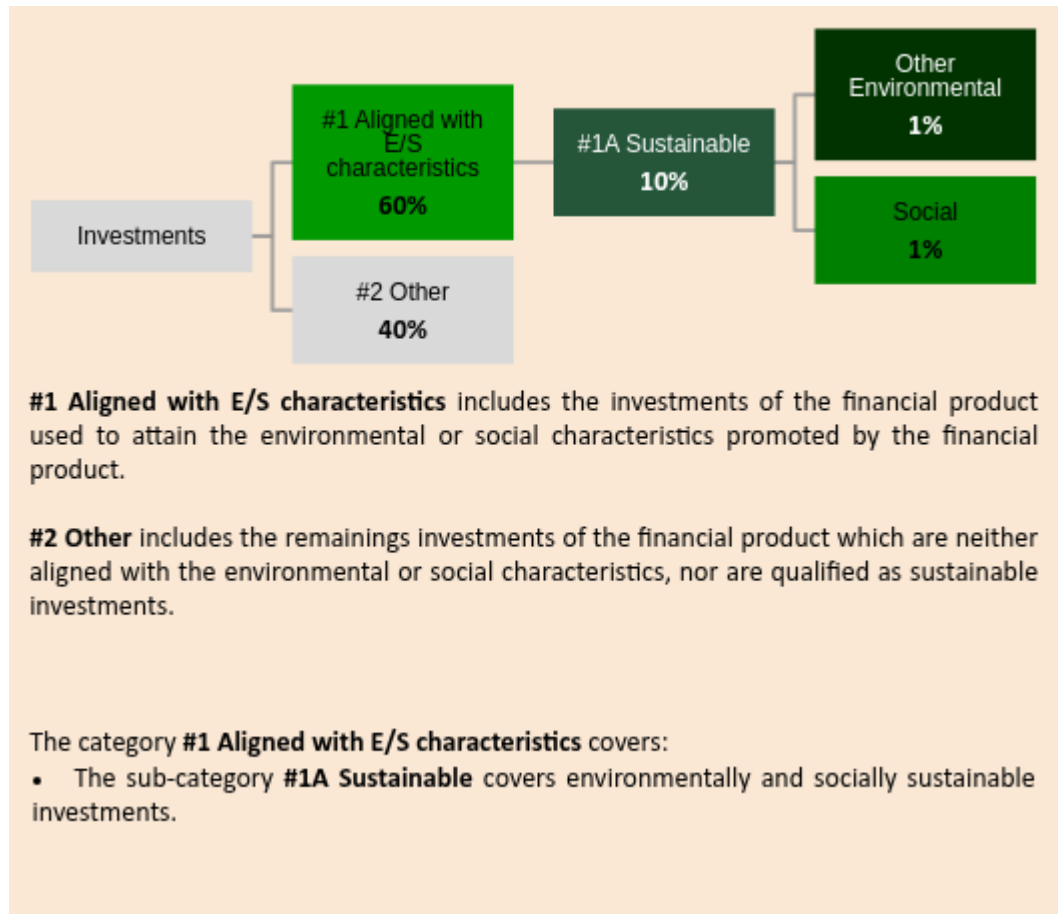 Other
Environmental
1%
#1 Aligned with
E/S
characteristics
60%
#1A Sustainable
10%
Social
1%
Investments
#2 Other
40%
#1 Aligned with E/S characteristics includes the investments of the financial product
used to attain the environmental or social characteristics promoted by the financial
product.
#2 Other includes the remainings investments of the financial product which are neither
aligned with the environmental or social characteristics, nor are qualified as sustainable
investments.
The category #1 Aligned with E/S characteristics covers:
• The sub-category #1A Sustainable covers environmentally and socially sustainable
investments.